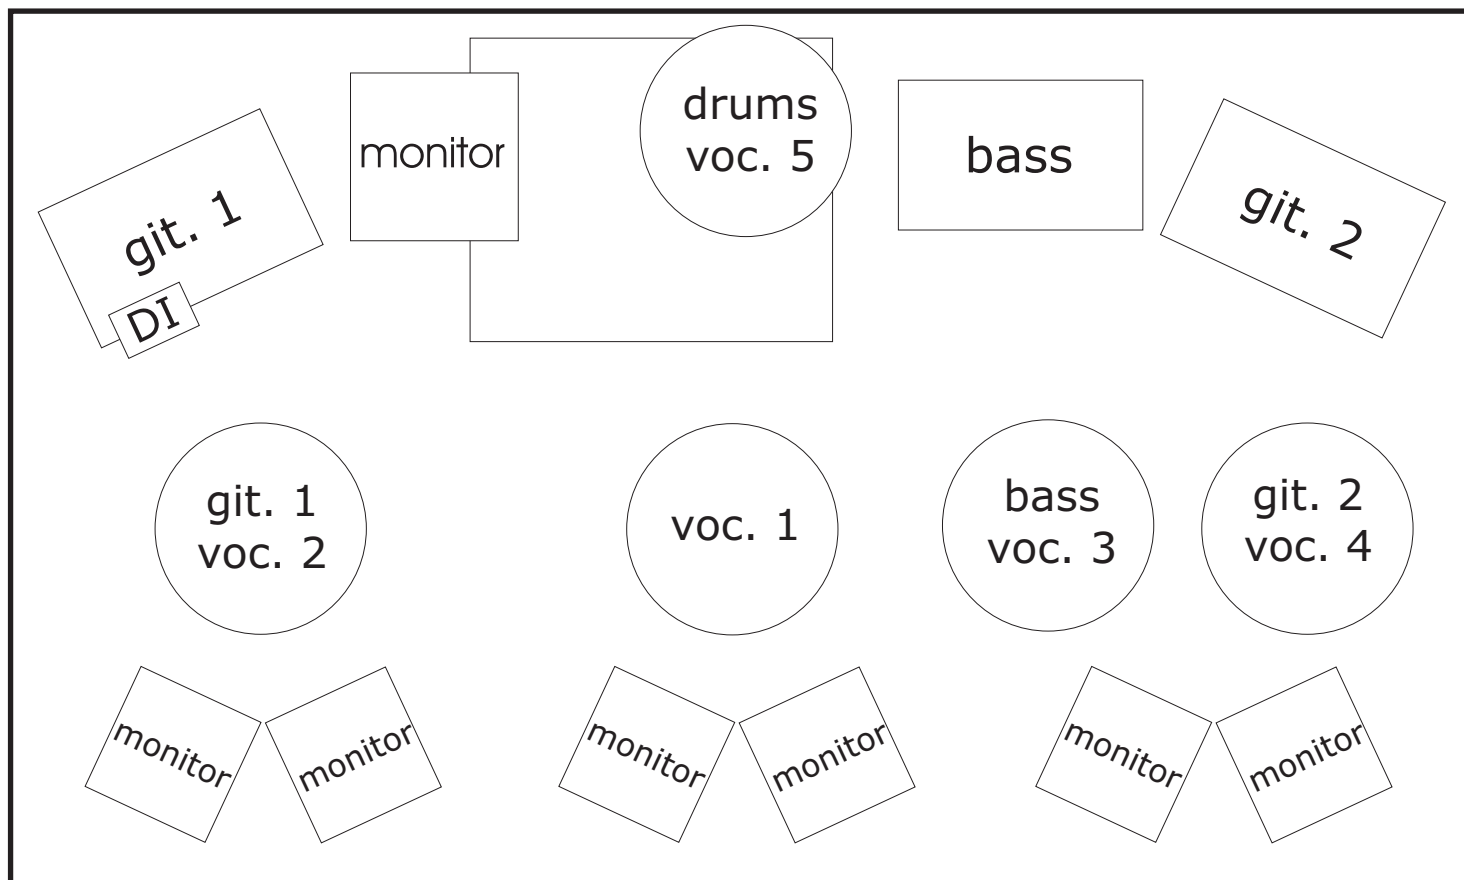 drums
voc. 5
monitor
bass
git. 1
git. 2
DI
git. 1
voc. 2
voc. 1
bass
voc. 3
git. 2
voc. 4
monitor
monitor
monitor
monitor
monitor
monitor